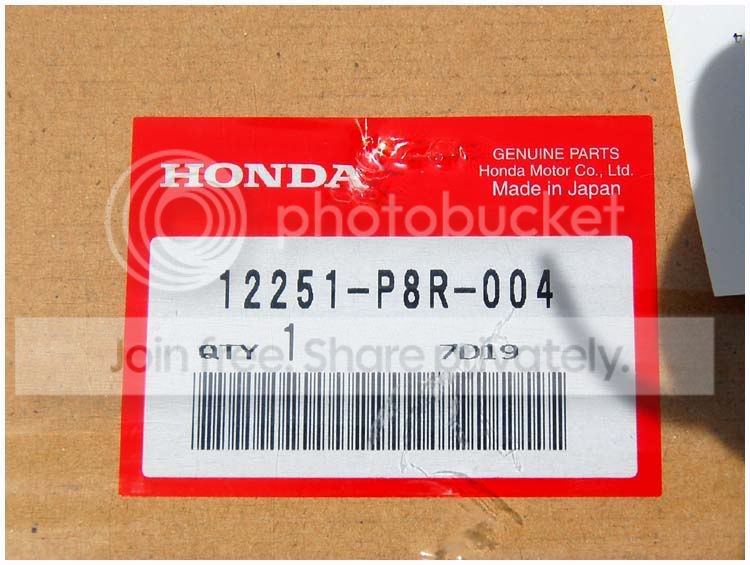 HONDA
GENUINE PARTS
Honda Motor Co., Ltd.
Made in Japan
photobucket
12251-P8R-004
Join free. Share privately.
QTY 1 7D19